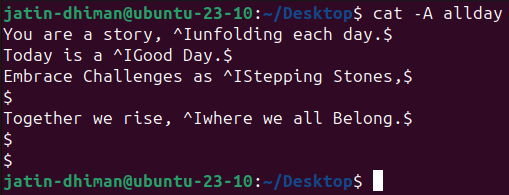 jatin-dhiman@ubuntu-23-10:~/Desktop$ cat -A allday
You are a story, ^Iunfolding each day.$
Today is a ^IGood Day.$
Embrace Challenges as ^IStepping Stones,$
$
Together we rise, ^Iwhere we all Belong.$
$
$
jatin-dhiman@ubuntu-23-10:~/Desktop$